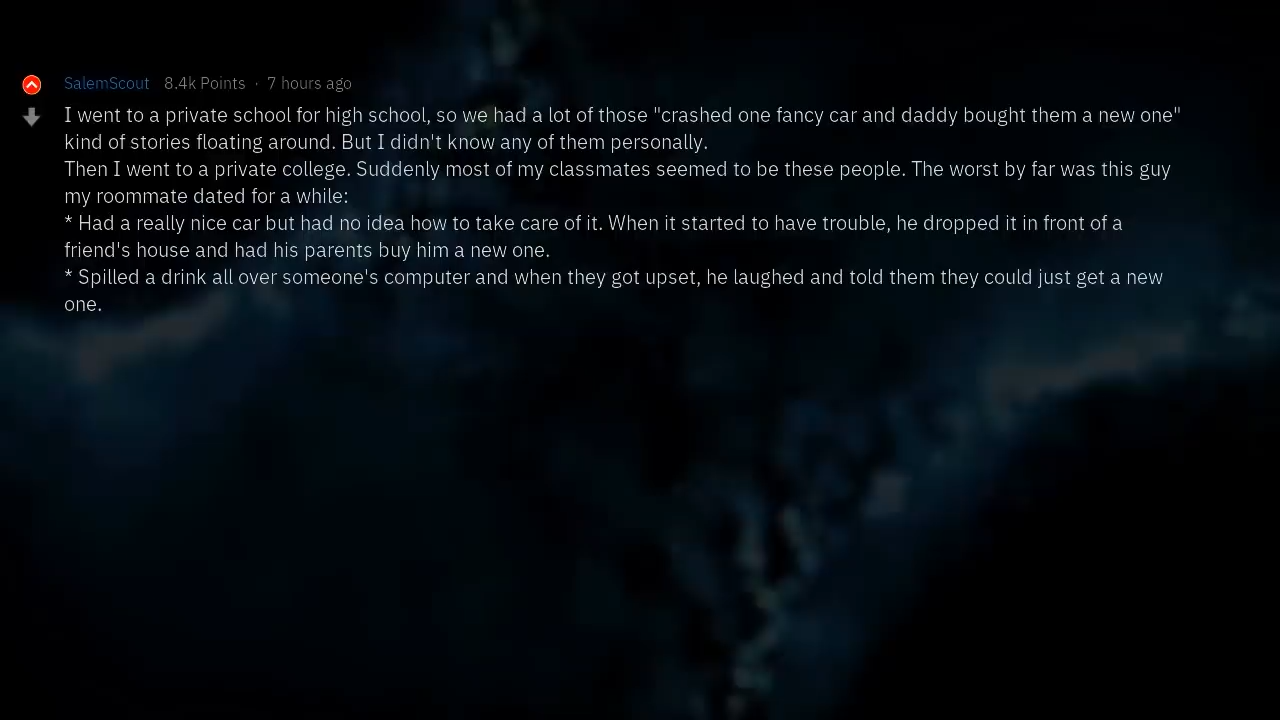 SalemScout 8.4k Points · 7 hours ago
I went to a private school for high school, so we had a lot of those "crashed one fancy car and daddy bought them a new one"
kind of stories floating around. But I didn't know any of them personally.
Then I went to a private college. Suddenly most of my classmates seemed to be these people. The worst by far was this guy
my roommate dated for a while:
* Had a really nice car but had no idea how to take care of it. When it started to have trouble, he dropped it in front of a
friend's house and had his parents buy him a new one.
* Spilled a drink all over someone's computer and when they got upset, he laughed and told them they could just get a new
one.